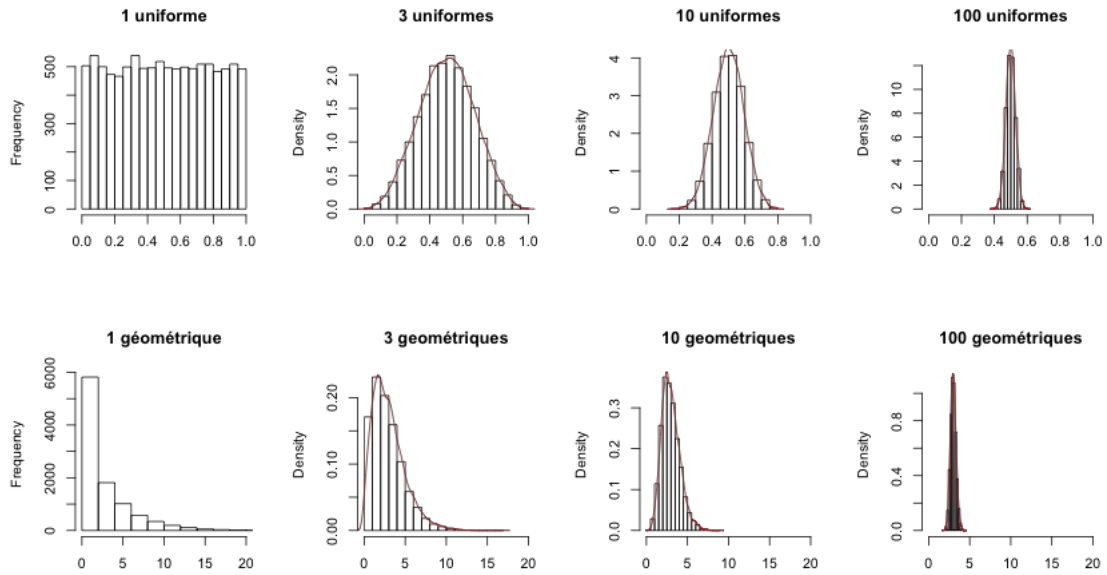 1 uniforme
3 uniformes
10 uniformes
100 uniformes
Frequency
0 100 300 500
0.0 0.2 0.4 0.6 0.8 1.0
Density
0.0 0.5 1.0 1.5 2.0
0.0 0.2 0.4 0.6 0.8 1.0
Density
0 1 2 3 4
0.0 0.2 0.4 0.6 0.8 1.0
Density
0 2 4 6 8 10
0.0 0.2 0.4 0.6 0.8 1.0
1 géométrique
3 geométriques
10 geométriques
100 geométriques
Frequency
0 2000 4000 6000
0 5 10 15 20
Density
0.00 0.10 0.20
0 5 10 15 20
Density
0.0 0.1 0.2 0.3
0 5 10 15 20
Density
0.0 0.4 0.8
0 5 10 15 20